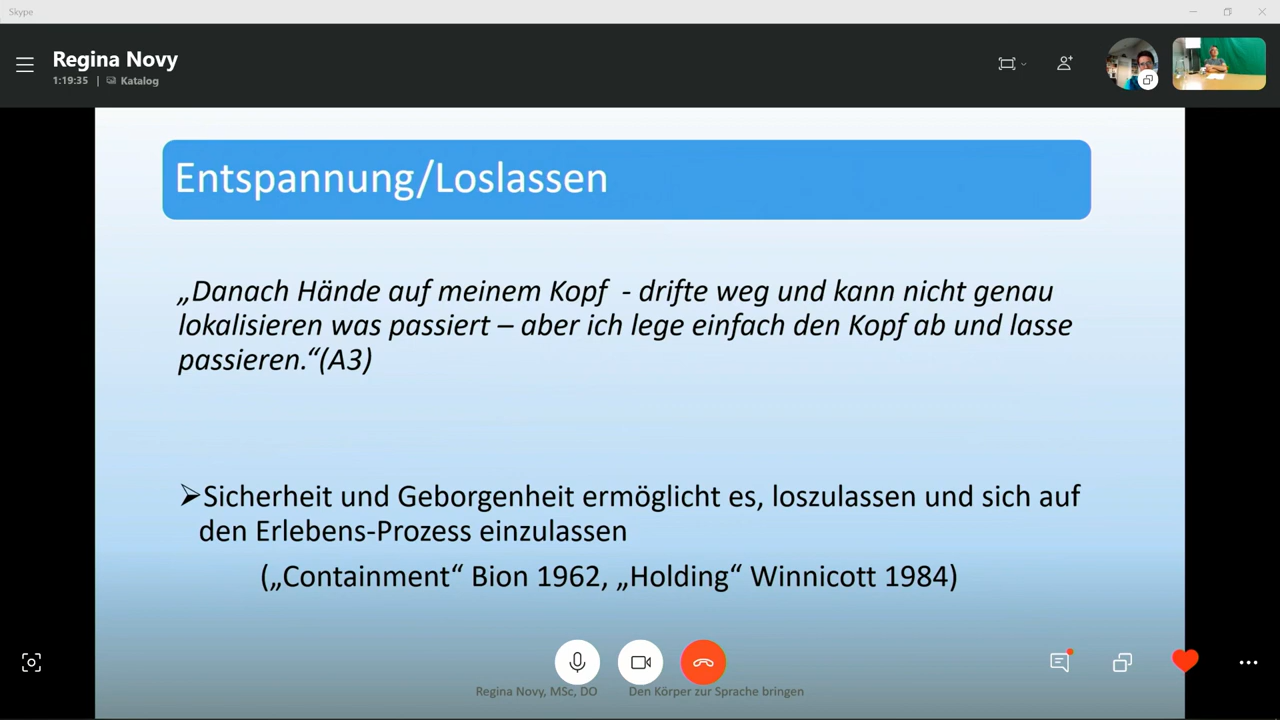 Skype
Regina Novy
1:19:35 | Katalog
Entspannung/Loslassen
„Danach Hände auf meinem Kopf - drifte weg und kann nicht genau
lokalisieren was passiert – aber ich lege einfach den Kopf ab und lasse
passieren.“(A3)
➢Sicherheit und Geborgenheit ermöglicht es, loszulassen und sich auf
den Erlebens-Prozess einzulassen
(„Containment“ Bion 1962, „Holding“ Winnicott 1984)
Regina Novy, MSc, DO Den Körper zur Sprache bringen